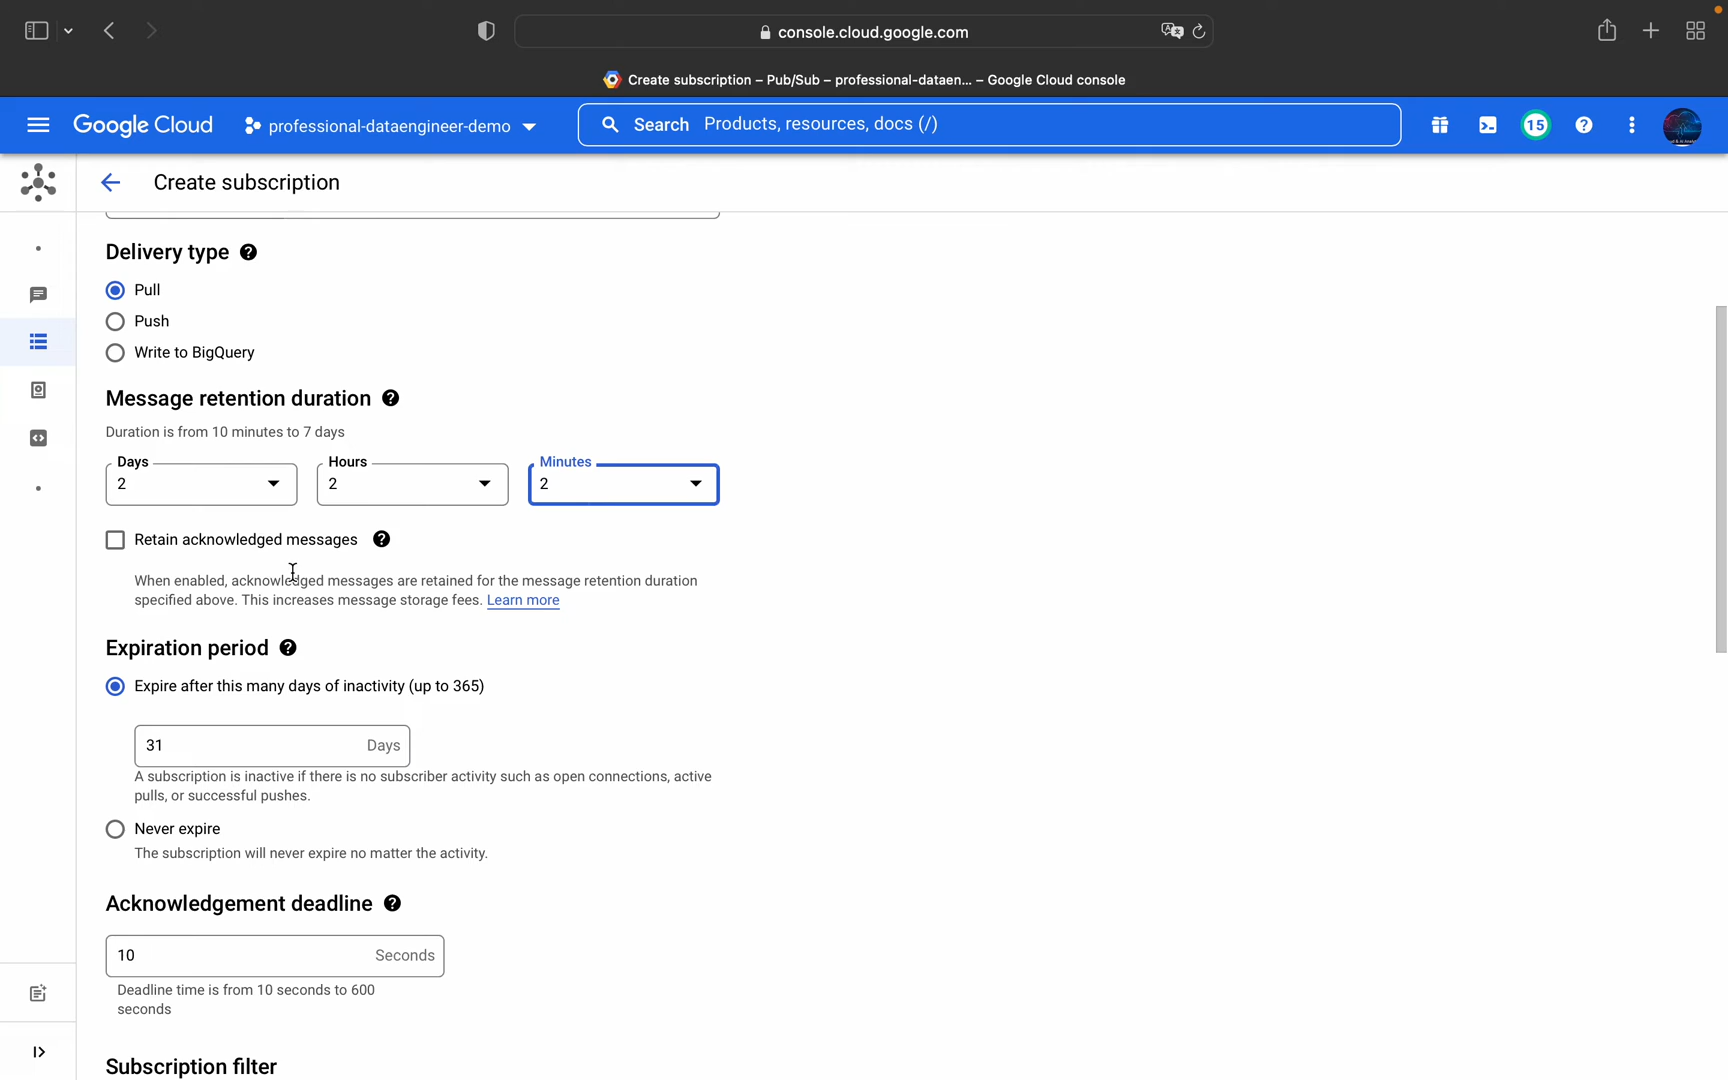 console.cloud.google.com
Create subscription – Pub/Sub – professional-dataen... – Google Cloud console
Google Cloud
professional-dataengineer-demo
Search Products, resources, docs (/)
15
Create subscription
Delivery type
Pull
Push
Write to BigQuery
Message retention duration
Duration is from 10 minutes to 7 days
Days Hours Minutes
2 2 2
Retain acknowledged messages
When enabled, acknowledged messages are retained for the message retention duration
specified above. This increases message storage fees. Learn more
Expiration period
Expire after this many days of inactivity (up to 365)
31 Days
A subscription is inactive if there is no subscriber activity such as open connections, active
pulls, or successful pushes.
Never expire
The subscription will never expire no matter the activity.
Acknowledgement deadline
10 Seconds
Deadline time is from 10 seconds to 600
seconds
Subscription filter